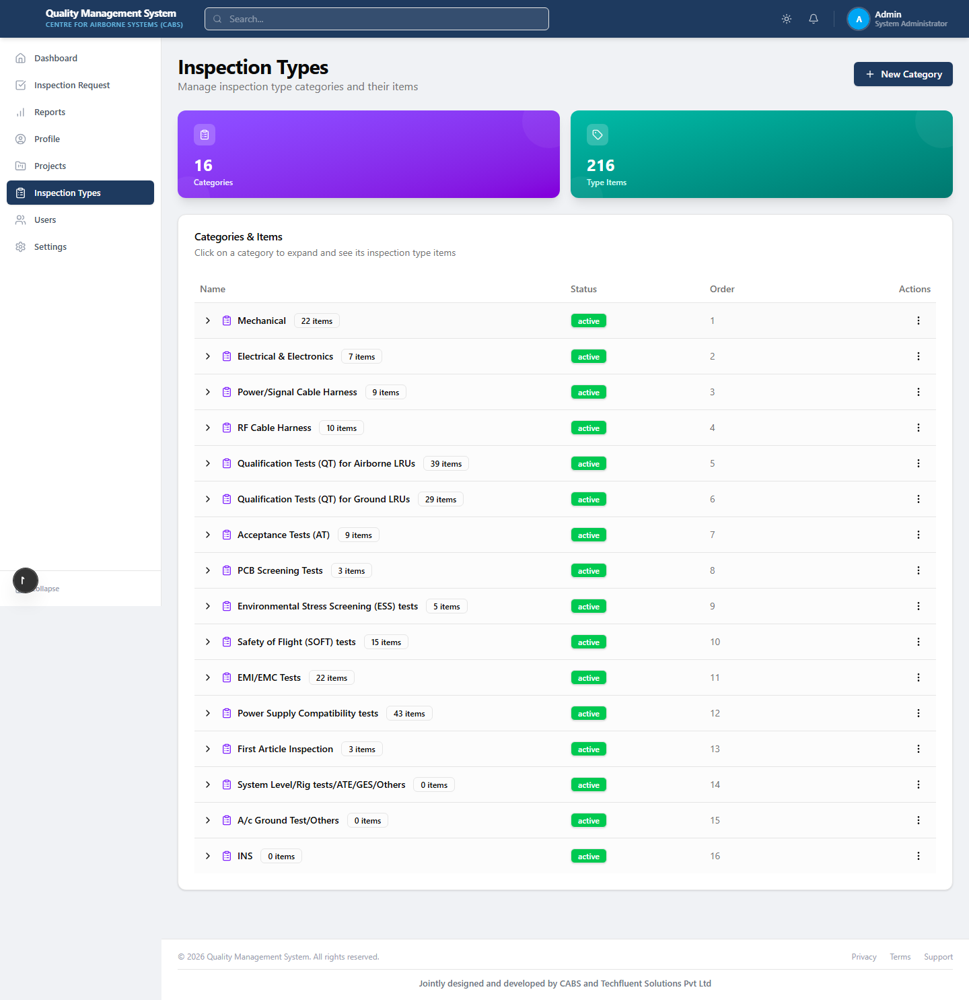 Quality Management System
CENTRE FOR AIRBORNE SYSTEMS (CABS)
Search...
A
Admin
System Administrator
Dashboard
Inspection Request
Reports
Profile
Projects
Inspection Types
Users
Settings
Inspection Types
Manage inspection type categories and their items
New Category
16
Categories
216
Type Items
Categories & Items
Click on a category to expand and see its inspection type items
Name Status Order Actions
Mechanical 22 items active 1
Electrical & Electronics 7 items active 2
Power/Signal Cable Harness 9 items active 3
RF Cable Harness 10 items active 4
Qualification Tests (QT) for Airborne LRUs 39 items active 5
Qualification Tests (QT) for Ground LRUs 29 items active 6
Acceptance Tests (AT) 9 items active 7
PCB Screening Tests 3 items active 8
Environmental Stress Screening (ESS) tests 5 items active 9
Safety of Flight (SOFT) tests 15 items active 10
EMI/EMC Tests 22 items active 11
Power Supply Compatibility tests 43 items active 12
First Article Inspection 3 items active 13
System Level/Rig tests/ATE/GES/Others 0 items active 14
A/c Ground Test/Others 0 items active 15
INS 0 items active 16
ollapse
© 2026 Quality Management System. All rights reserved.
Privacy Terms Support
Jointly designed and developed by CABS and Techfluent Solutions Pvt Ltd